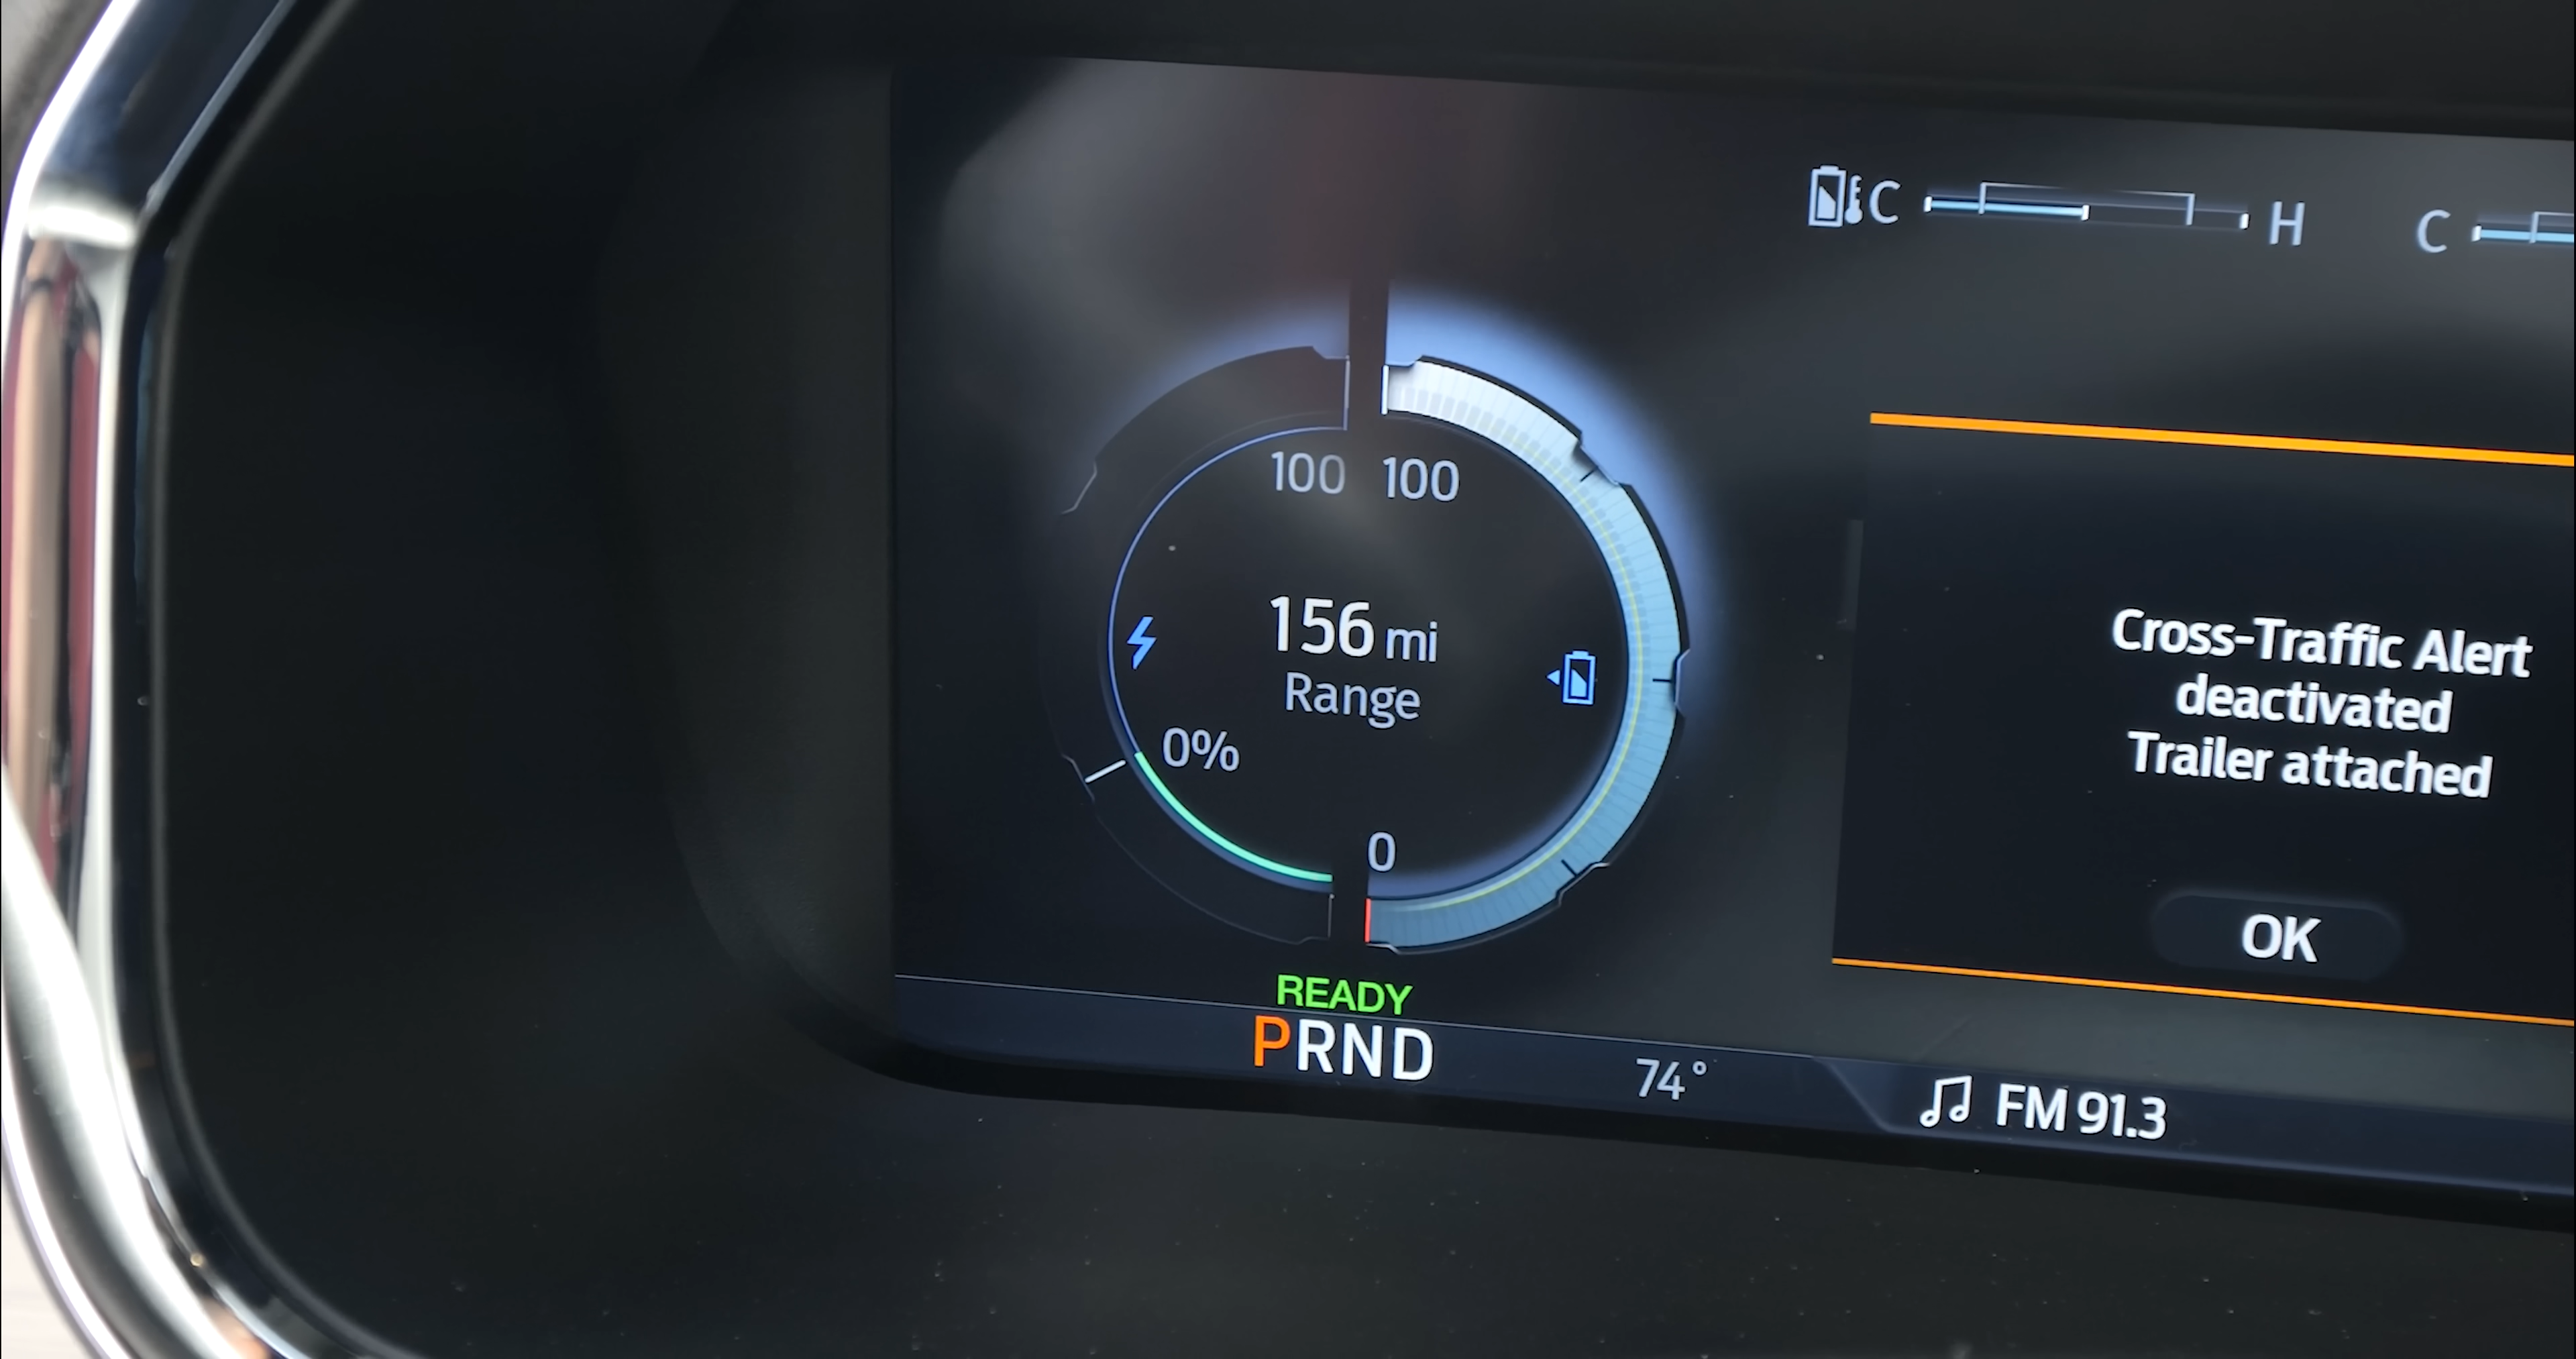 C H
C
100 100
156 mi
Range
0%
0
Cross-Traffic Alert
deactivated
Trailer attached
OK
READY
PRND
74°
FM 91.3